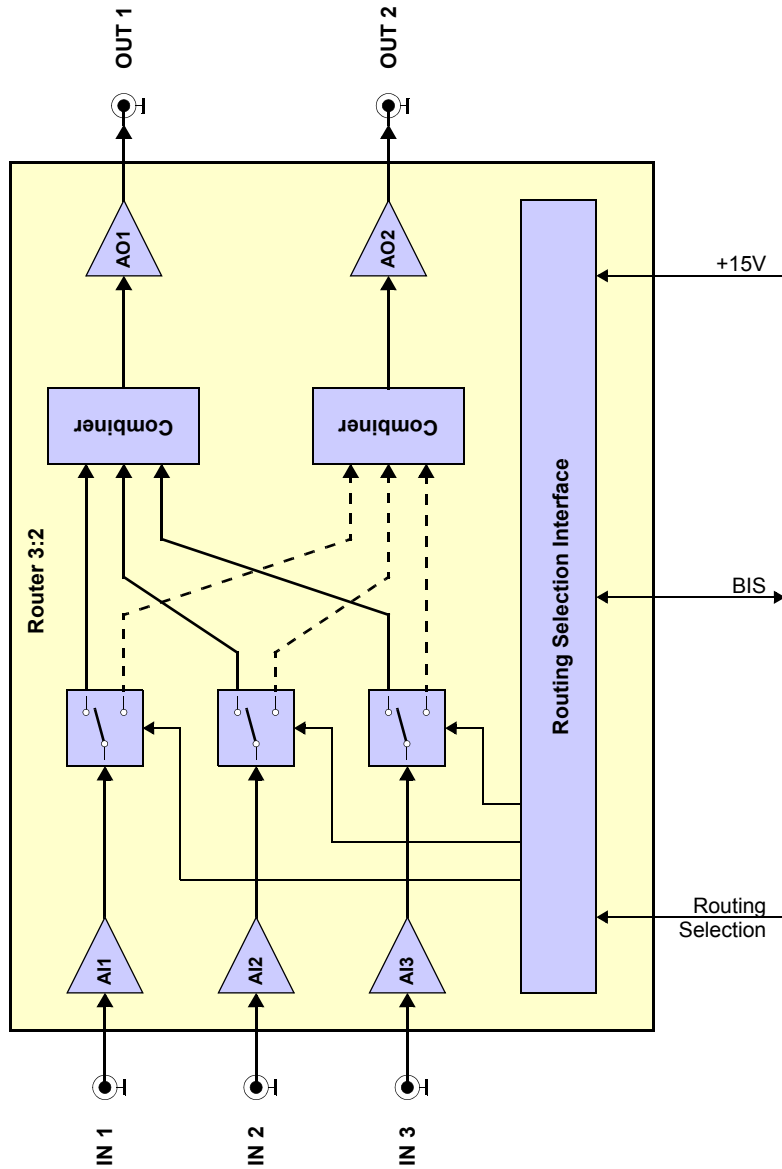 OUT 1
OUT 2
AO1
AO2
Combiner
Combiner
Router 3:2
Routing Selection Interface
+15V
BIS
Routing
Selection
AI1
AI2
AI3
IN 1
IN 2
IN 3